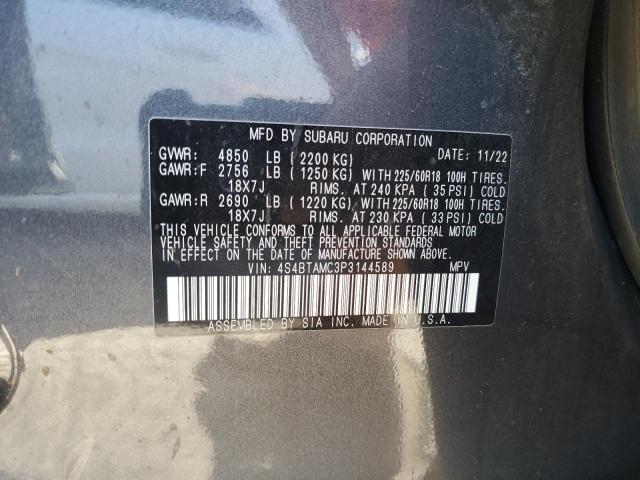 MFD BY SUBARU CORPORATION
GVWR: 4850 LB ( 2200 KG) DATE: 11/22
GAWR:F 2756 LB ( 1250 KG) WITH 225/60R18 100H TIRES.
18X7J RIMS. AT 240 KPA ( 35 PSI) COLD
GAWR:R 2690 LB ( 1220 KG) WITH 225/60R18 100H TIRES.
18X7J RIMS. AT 230 KPA ( 33 PSI) COLD
THIS VEHICLE CONFORMS TO ALL APPLICABLE FEDERAL MOTOR
VEHICLE SAFETY AND THEFT PREVENTION STANDARDS
IN EFFECT ON THE DATE OF MANUFACTURE SHOWN ABOVE.
VIN: 4S4BTAMC3P3144589 MPV
ASSEMBLED BY SIA INC. MADE IN U.S.A.